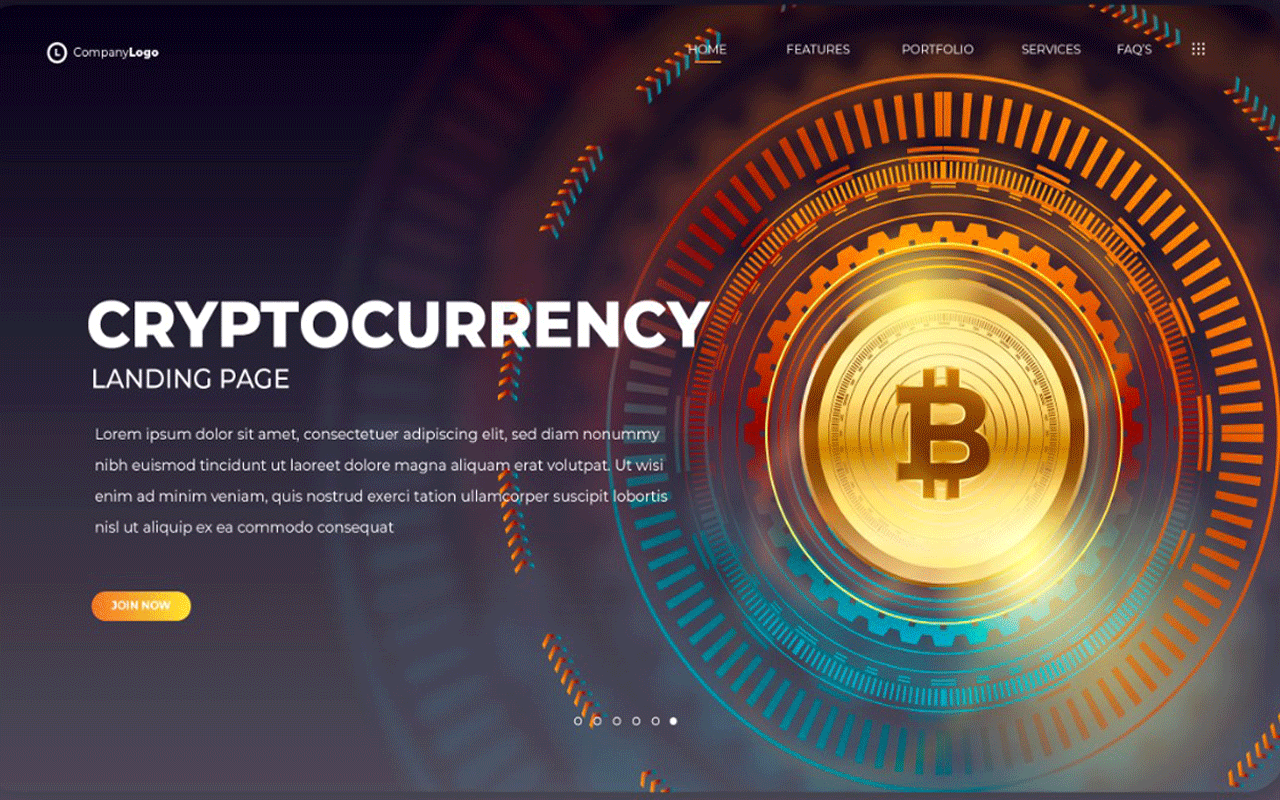 L CompanyLogo
HOME FEATURES PORTFOLIO SERVICES FAQ'S
CRYPTOCURRENCY
LANDING PAGE
Lorem ipsum dolor sit amet, consectetuer adipiscing elit, sed diam nonummy
nibh euismod tincidunt ut laoreet dolore magna aliquam erat volutpat. Ut wisi
enim ad minim veniam, quis nostrud exerci tation ullamcorper suscipit lobortis
nisl ut aliquip ex ea commodo consequat
JOIN NOW